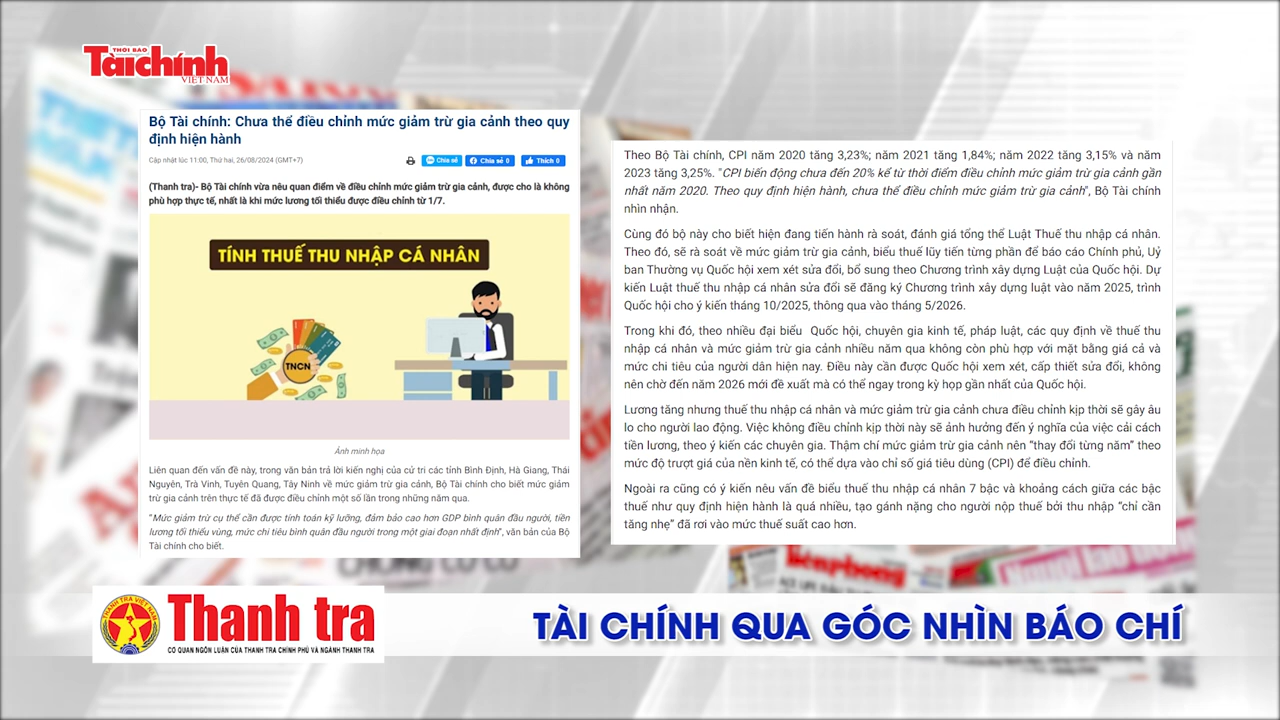 THỜI BÁO
Tàichính
VIỆT NAM
Bộ Tài chính: Chưa thể điều chỉnh mức giảm trừ gia cảnh theo quy
định hiện hành
Cập nhật lúc 11:00, Thứ hai, 26/08/2024 (GMT+7)
Chia sẻ
Chia sẻ 0
Thích 0
(Thanh tra)- Bộ Tài chính vừa nêu quan điểm về điều chỉnh mức giảm trừ gia cảnh, được cho là không
phù hợp thực tế, nhất là khi mức lương tối thiểu được điều chỉnh từ 1/7.
TÍNH THUẾ THU NHẬP CÁ NHÂN
TNCN
Ảnh minh họa
Liên quan đến vấn đề này, trong văn bản trả lời kiến nghị của cử tri các tỉnh Bình Định, Hà Giang, Thái
Nguyên, Trà Vinh, Tuyên Quang, Tây Ninh về mức giảm trừ gia cảnh, Bộ Tài chính cho biết mức giảm
trừ gia cảnh trên thực tế đã được điều chỉnh một số lần trong những năm qua.
"Mức giảm trừ cụ thể cần được tính toán kỹ lưỡng, đảm bảo cao hơn GDP bình quân đầu người, tiền
lương tối thiểu vùng, mức chi tiêu bình quân đầu người trong một giai đoạn nhất định", văn bản của Bộ
Tài chính cho biết.
Theo Bộ Tài chính, CPI năm 2020 tăng 3,23%; năm 2021 tăng 1,84%; năm 2022 tăng 3,15% và năm
2023 tăng 3,25%. "CPI biến động chưa đến 20% kể từ thời điểm điều chỉnh mức giảm trừ gia cảnh gần
nhất năm 2020. Theo quy định hiện hành, chưa thể điều chỉnh mức giảm trừ gia cảnh", Bộ Tài chính
nhìn nhận.
Cùng đó bộ này cho biết hiện đang tiến hành rà soát, đánh giá tổng thể Luật Thuế thu nhập cá nhân.
Theo đó, sẽ rà soát về mức giảm trừ gia cảnh, biểu thuế lũy tiến từng phần để báo cáo Chính phủ, Uỷ
ban Thường vụ Quốc hội xem xét sửa đổi, bổ sung theo Chương trình xây dựng Luật của Quốc hội. Dự
kiến Luật thuế thu nhập cá nhân sửa đổi sẽ đăng ký Chương trình xây dựng luật vào năm 2025, trình
Quốc hội cho ý kiến tháng 10/2025, thông qua vào tháng 5/2026.
Trong khi đó, theo nhiều đại biểu Quốc hội, chuyên gia kinh tế, pháp luật, các quy định về thuế thu
nhập cá nhân và mức giảm trừ gia cảnh nhiều năm qua không còn phù hợp với mặt bằng giá cả và
mức chi tiêu của người dân hiện nay. Điều này cần được Quốc hội xem xét, cấp thiết sửa đổi, không
nên chờ đến năm 2026 mới đề xuất mà có thể ngay trong kỳ họp gần nhất của Quốc hội.
Lương tăng nhưng thuế thu nhập cá nhân và mức giảm trừ gia cảnh chưa điều chỉnh kịp thời sẽ gây âu
lo cho người lao động. Việc không điều chỉnh kịp thời này sẽ ảnh hưởng đến ý nghĩa của việc cải cách
tiền lương, theo ý kiến các chuyên gia. Thậm chí mức giảm trừ gia cảnh nên "thay đổi từng năm" theo
mức độ trượt giá của nền kinh tế, có thể dựa vào chỉ số giá tiêu dùng (CPI) để điều chỉnh.
Ngoài ra cũng có ý kiến nêu vấn đề biểu thuế thu nhập cá nhân 7 bậc và khoảng cách giữa các bậc
thuế như quy định hiện hành là quá nhiều, tạo gánh nặng cho người nộp thuế bởi thu nhập "chỉ cần
tăng nhẹ" đã rơi vào mức thuế suất cao hơn.
THANH TRA VIỆT NAM
Thanh tra
CƠ QUAN NGÔN LUẬN CỦA THANH TRA CHÍNH PHỦ VÀ NGÀNH THANH TRA
TÀI CHÍNH QUA GÓC NHÌN BÁO CHÍ